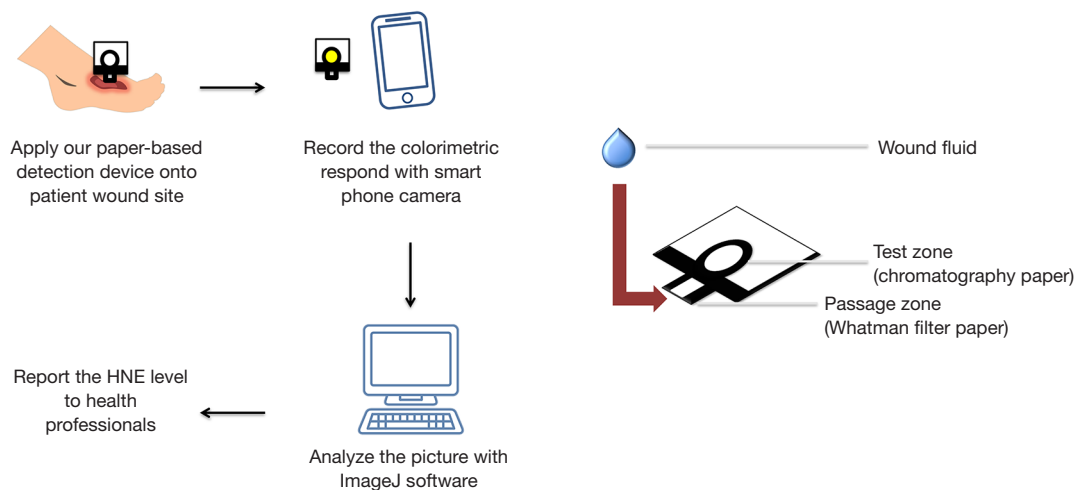 Apply our paper-based
detection device onto
patient wound site
Record the colorimetric
respond with smart
phone camera
Analyze the picture with
ImageJ software
Report the HNE level
to health
professionals
Wound fluid
Test zone
(chromatography paper)
Passage zone
(Whatman filter paper)